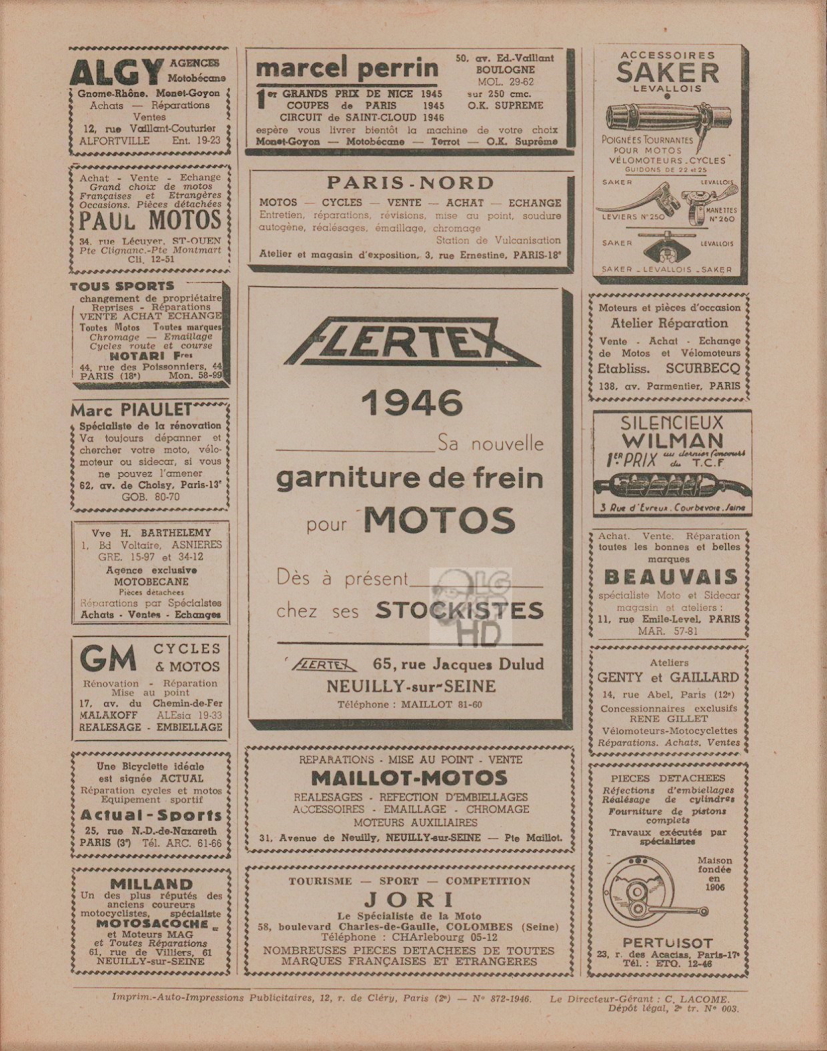 ALGY AGENCES
Motobécane
Gnome-Rhône. Monet-Goyon
Achats — Réparations
Ventes
12, rue Vaillant-Couturier
ALFORTVILLE Ent. 19-23
Achat - Vente - Echange
Grand choix de motos
Françaises et Etrangères
Occasions. Pièces détachées
PAUL MOTOS
34, rue Lécuyer, ST-OUEN
Pte Clignanc.-Pte Montmart
Cli. 12-51
TOUS SPORTS
changement de propriétaire
Reprises - Réparations
VENTE ACHAT ECHANGE
Toutes Motos Toutes marques
Chromage — Emaillage
Cycles route et course
NOTARI Fres
44, rue des Poissonniers, 44
PARIS (18e) Mon. 58-99
Marc PIAULET
Spécialiste de la rénovation
Va toujours dépanner et
chercher votre moto, vélo-
moteur ou sidecar, si vous
ne pouvez l'amener
62, av. de Choisy, Paris-13e
GOB. 80-70
Vve H. BARTHELEMY
1, Bd Voltaire, ASNIERES
GRE. 15-97 et 34-12
Agence exclusive
MOTOBECANE
Pièces détachées
Réparations par Spécialstes
Achats - Ventes - Echanges
GM CYCLES
& MOTOS
Rénovation - Réparation
Mise au point
17, av. du Chemin-de-Fer
MALAKOFF ALEsia 19-33
REALESAGE - EMBIELLAGE
Une Bicyclette idéale
est signée ACTUAL
Réparation cycles et motos
Equipement sportif
Actual-Sports
25, rue N.-D.-de-Nazareth
PARIS (3e) Tél. ARC. 61-66
MILLAND
Un des plus réputés des
anciens coureurs
motocyclistes, spécialiste
MOTOSACOCHE
et Moteurs MAG
et Toutes Réparations
61, rue de Villiers, 61
NEUILLY-sur-SEINE
marcel perrin
50, av. Ed.-Vaillant
BOULOGNE
MOL. 29-62
1er GRANDS PRIX DE NICE 1945 sur 250 cmc.
COUPES de PARIS 1945 O.K. SUPREME
CIRCUIT de SAINT-CLOUD 1946
espère vous livrer bientôt la machine de votre choix
Monet-Goyon — Motobécane — Terrot — O.K. Suprême
PARIS-NORD
MOTOS — CYCLES — VENTE — ACHAT — ECHANGE
Entretien, réparations, révisions, mise au point, soudure
autogène, réalésages, émaillage, chromage
Station de Vulcanisation
Atelier et magasin d'exposition, 3, rue Ernestine, PARIS-18e
FLERTEX
1946
Sa nouvelle
garniture de frein
pour MOTOS
Dès à présent
chez ses STOCKISTES
LG
HD
FLERTEX 65, rue Jacques Dulud
NEUILLY-sur-SEINE
Téléphone : MAILLOT 81-60
REPARATIONS - MISE AU POINT - VENTE
MAILLOT-MOTOS
REALESAGES - REFECTION D'EMBIELLAGES
ACCESSOIRES - EMAILLAGE - CHROMAGE
MOTEURS AUXILIAIRES
31, Avenue de Neuilly, NEUILLY-sur-SEINE — Pte Maillot.
TOURISME — SPORT — COMPETITION
JORI
Le Spécialiste de la Moto
58, boulevard Charles-de-Gaulle, COLOMBES (Seine)
Téléphone : CHArlebourg 05-12
NOMBREUSES PIECES DETACHEES DE TOUTES
MARQUES FRANÇAISES ET ETRANGERES
ACCESSOIRES
SAKER
LEVALLOIS
POIGNÉES TOURNANTES
POUR MOTOS
VÉLOMOTEURS - CYCLES
GUIDONS DE 22 et 25
SAKER LEVALLOIS
LEVIERS N° 250
MANETTES
N° 260
SAKER LEVALLOIS
SAKER - LEVALLOIS - SAKER
Moteurs et pièces d'occasion
Atelier Réparation
Vente - Achat - Echange
de Motos et Vélomoteurs
Etabliss. SCURBECQ
138, av. Parmentier, PARIS
SILENCIEUX
WILMAN
1er PRIX au dernier Concours
du T.C.F
3 Rue d'Evreux. Courbevoie. Seine
Achat. Vente. Réparation
toutes les bonnes et belles
marques
BEAUVAIS
spécialiste Moto et Sidecar
magasin et ateliers :
11, rue Emile-Level, PARIS
MAR. 57-81
Ateliers
GENTY et GAILLARD
14, rue Abel, Paris (12e)
Concessionnaires exclusifs
RENE GILLET
Vélomoteurs-Motocyclettes
Réparations. Achats, Ventes
PIECES DETACHEES
Réfections d'embiellages
Réalésage de cylindres
Fourniture de pistons
complets
Travaux exécutés par
spécialistes
Maison
fondée
en
1906
PERTUISOT
23, r. des Acacias, Paris-17e
Tél. : ETO. 12-46
Imprim.-Auto-Impressions Publicitaires, 12, r. de Cléry, Paris (2e) — N° 872-1946. Le Directeur-Gérant : C. LACOME.
Dépôt légal, 2e tr. N° 003.